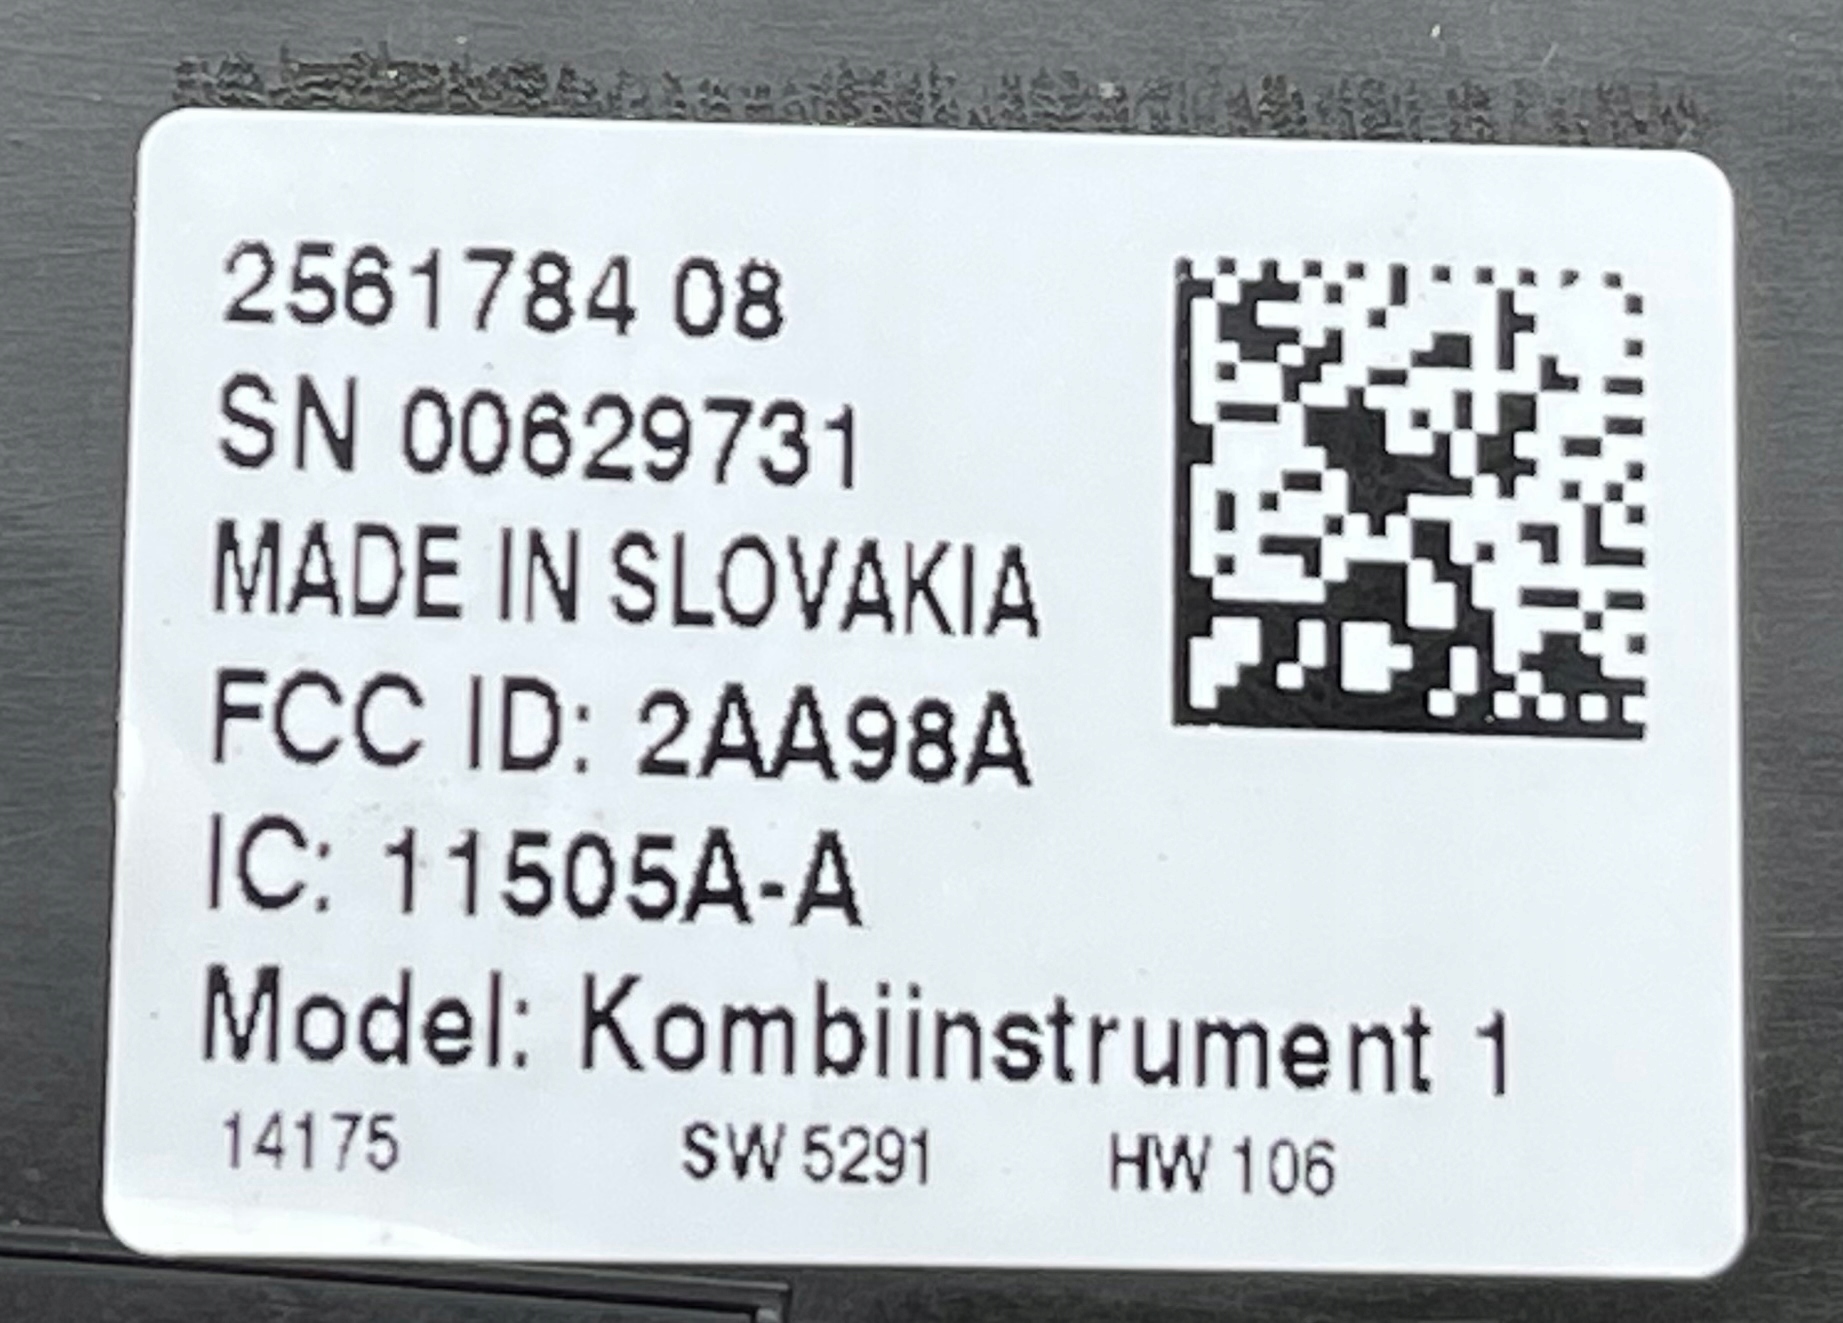 2561784 08
SN 00629731
MADE IN SLOVAKIA
FCC ID: 2AA98A
IC: 11505A-A
Model: Kombiinstrument 1
14175 SW 5291 HW 106